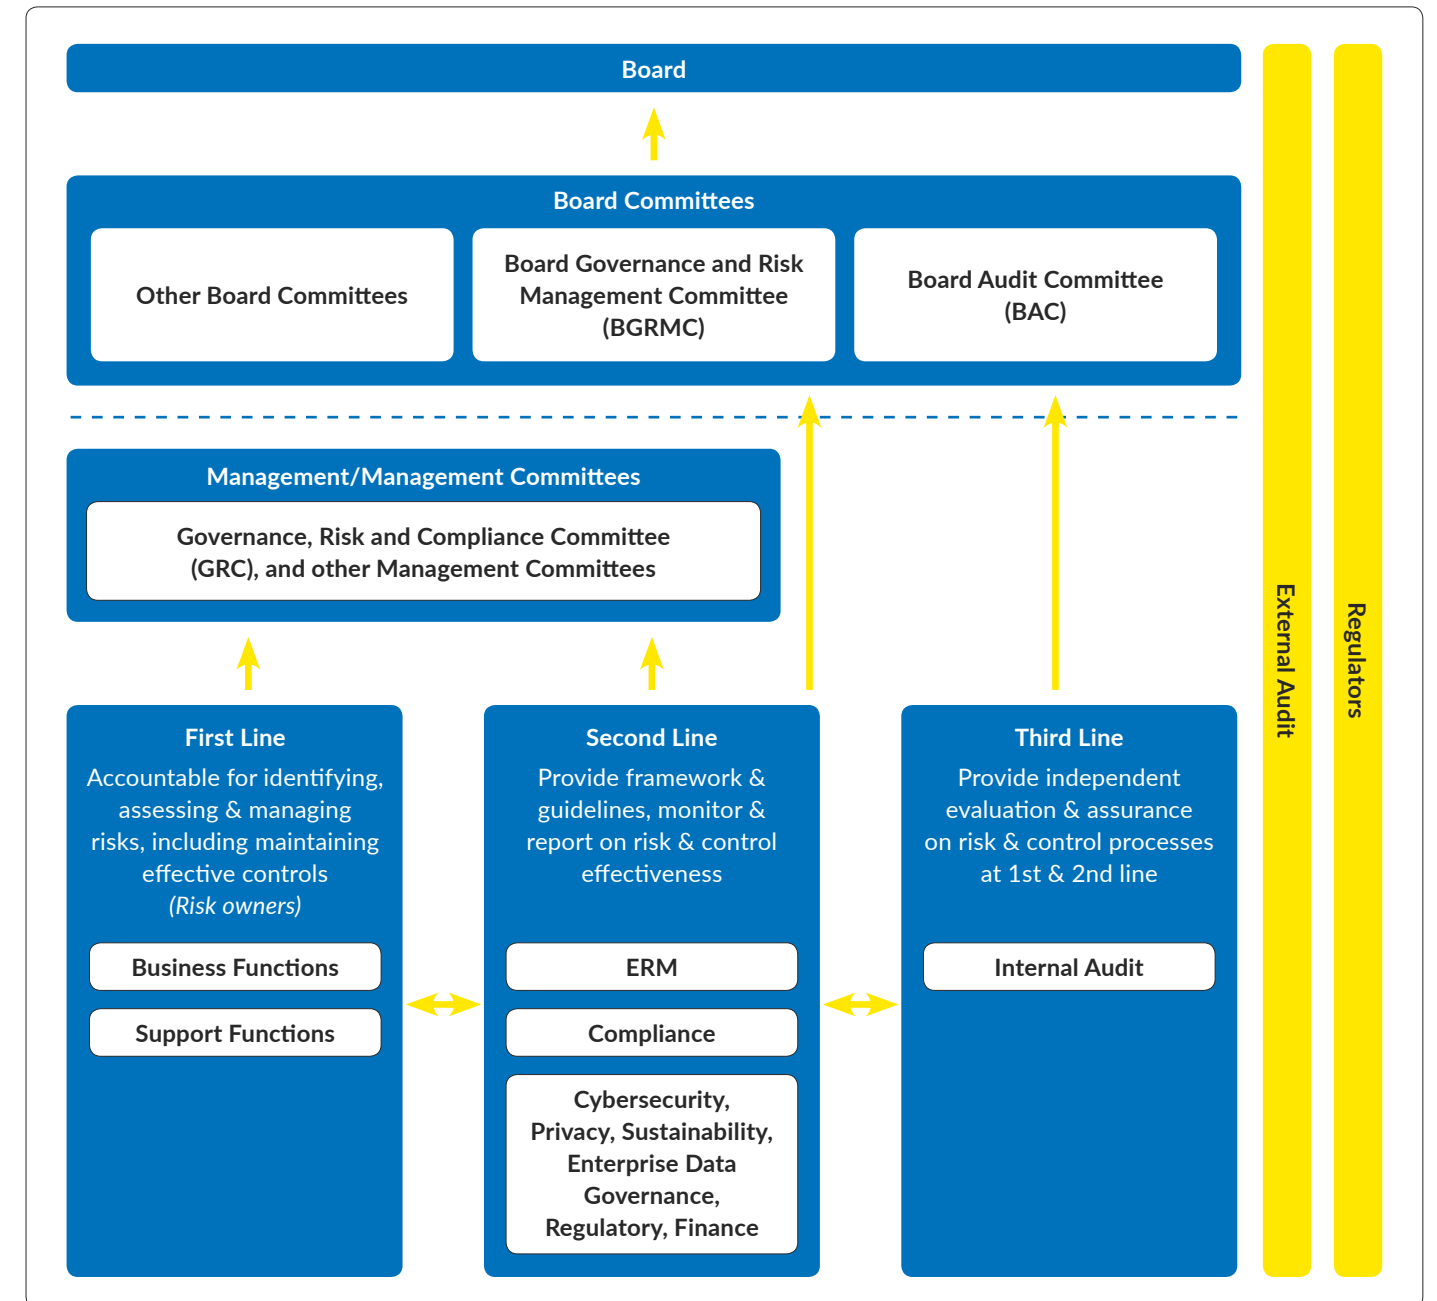 Board
Board Committees
Other Board Committees
Board Governance and Risk
Management Committee
(BGRMC)
Board Audit Committee
(BAC)
Management/Management Committees
Governance, Risk and Compliance Committee
(GRC), and other Management Committees
First Line
Accountable for identifying,
assessing & managing
risks, including maintaining
effective controls
(Risk owners)
Business Functions
Support Functions
Second Line
Provide framework &
guidelines, monitor &
report on risk & control
effectiveness
ERM
Compliance
Cybersecurity,
Privacy, Sustainability,
Enterprise Data
Governance,
Regulatory, Finance
Third Line
Provide independent
evaluation & assurance
on risk & control processes
at 1st & 2nd line
Internal Audit
External Audit
Regulators